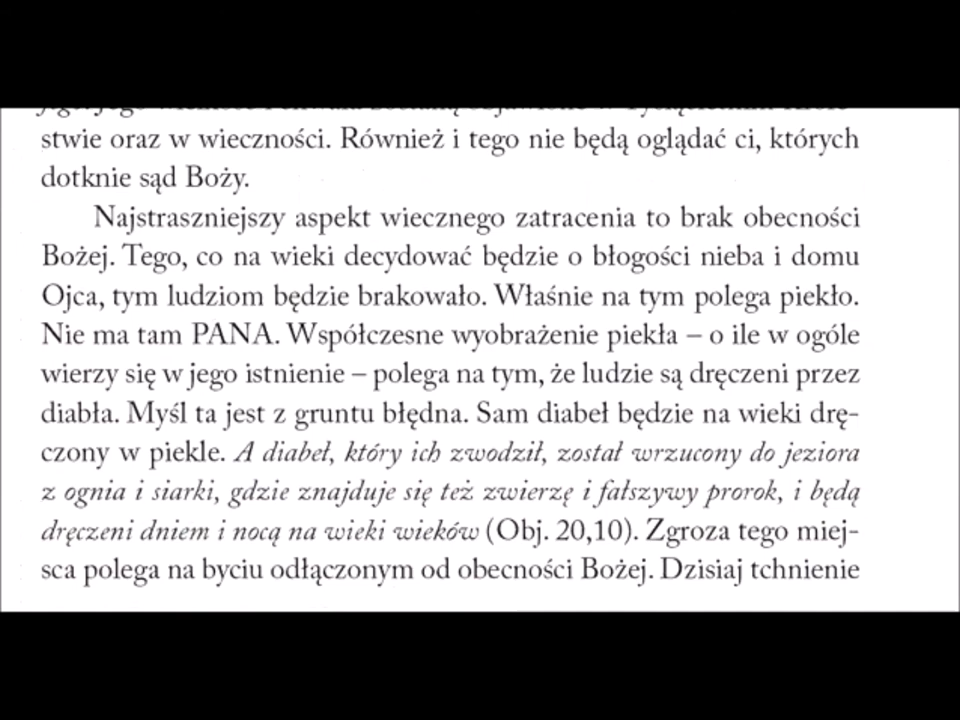 stwie oraz w wieczności. Również i tego nie będą oglądać ci, których
dotknie sąd Boży.
Najstraszniejszy aspekt wiecznego zatracenia to brak obecności
Bożej. Tego, co na wieki decydować będzie o błogości nieba i domu
Ojca, tym ludziom będzie brakowało. Właśnie na tym polega piekło.
Nie ma tam PANA. Współczesne wyobrażenie piekła – o ile w ogóle
wierzy się w jego istnienie – polega na tym, że ludzie są dręczeni przez
diabła. Myśl ta jest z gruntu błędna. Sam diabeł będzie na wieki drę-
czony w piekle. A diabeł, który ich zwodził, został wrzucony do jeziora
z ognia i siarki, gdzie znajduje się też zwierzę i fałszywy prorok, i będą
dręczeni dniem i nocą na wieki wieków (Obj. 20,10). Zgroza tego miej-
sca polega na byciu odłączonym od obecności Bożej. Dzisiaj tchnienie